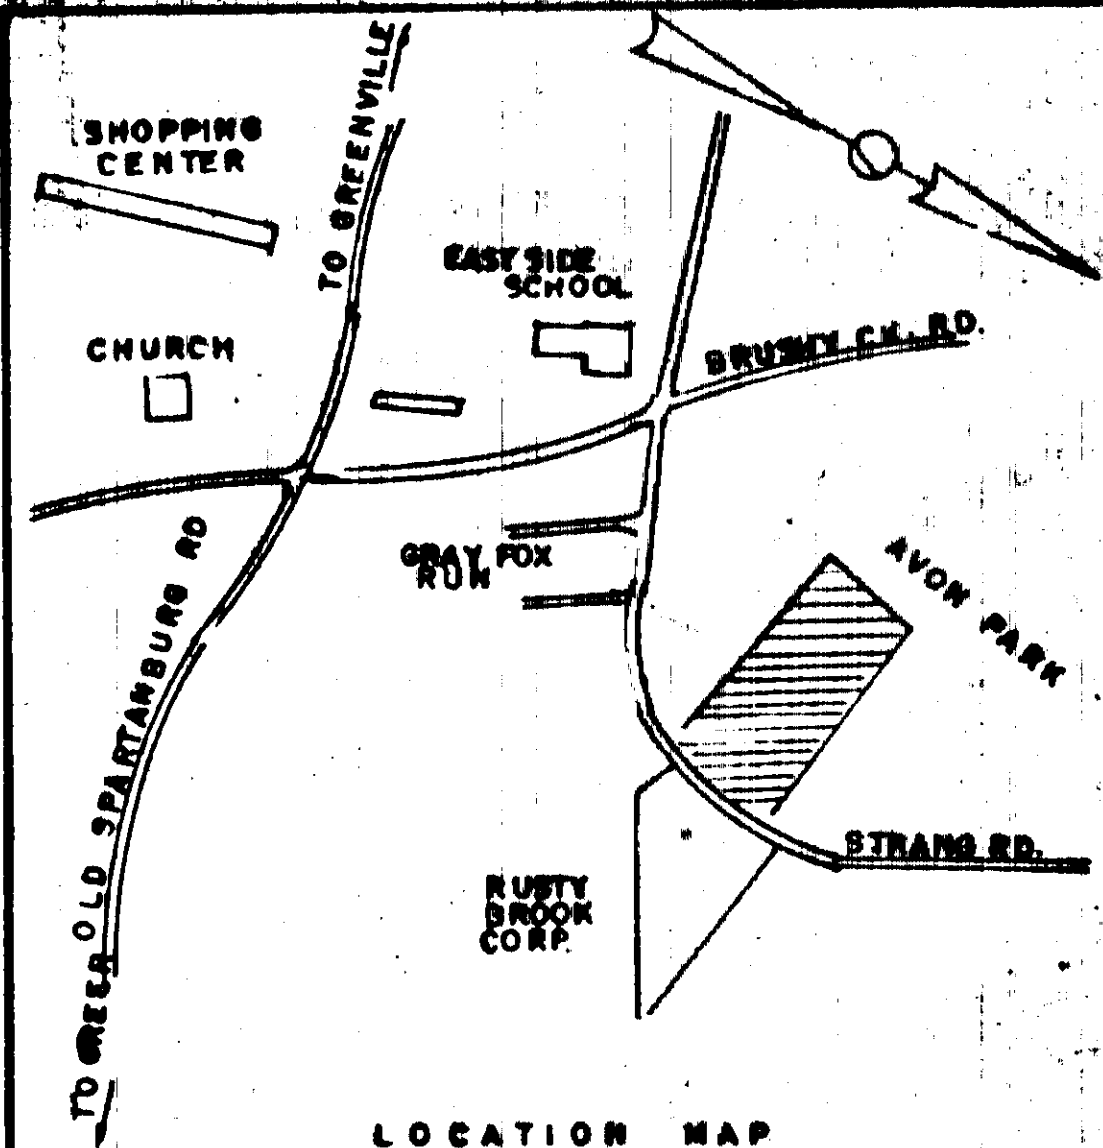 SHOPPING
CENTER
TO GREENVILLE
EAST SIDE
SCHOOL
CHURCH
BRUSHY CK. RD.
GRAY FOX
RUN
AVON PARK
OLD SPARTANBURG RD
STRANG RD.
RUSTY
BROOK
CORP.
TO GREER
LOCATION MAP